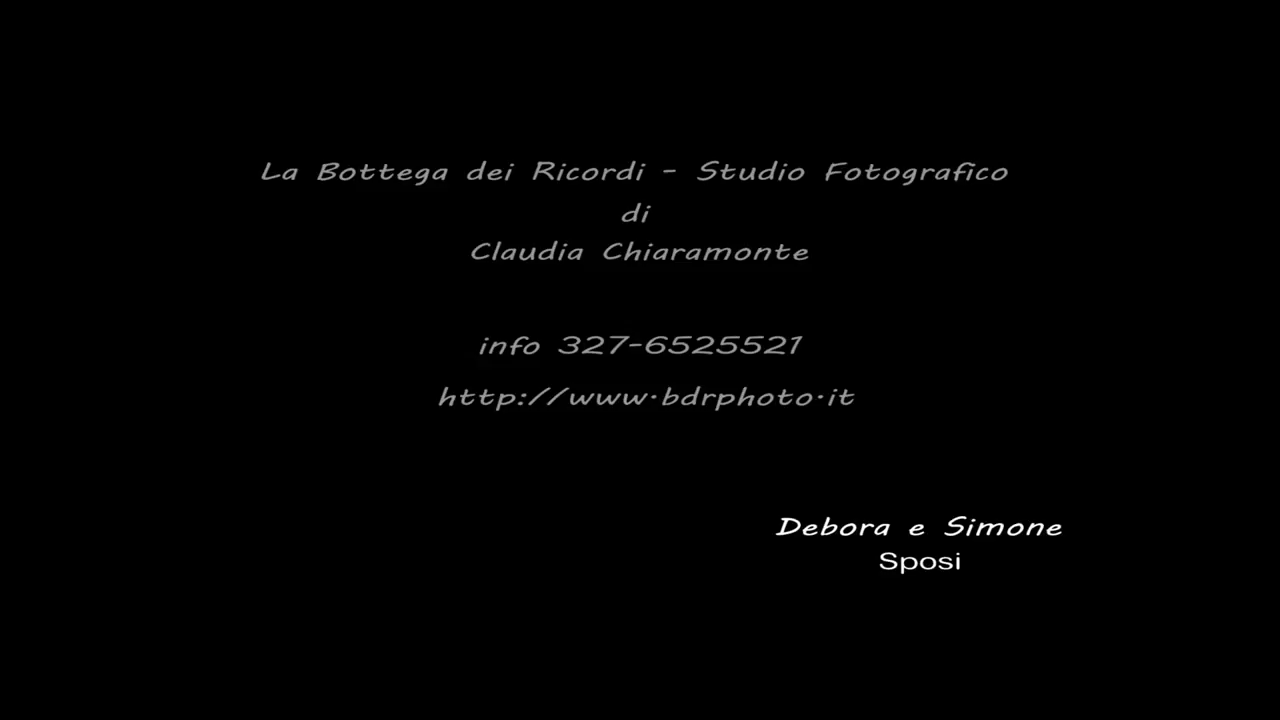 La Bottega dei Ricordi - Studio Fotografico
di
Claudia Chiaramonte
info 327-6525521
http://www.bdrphoto.it
Debora e Simone
Sposi